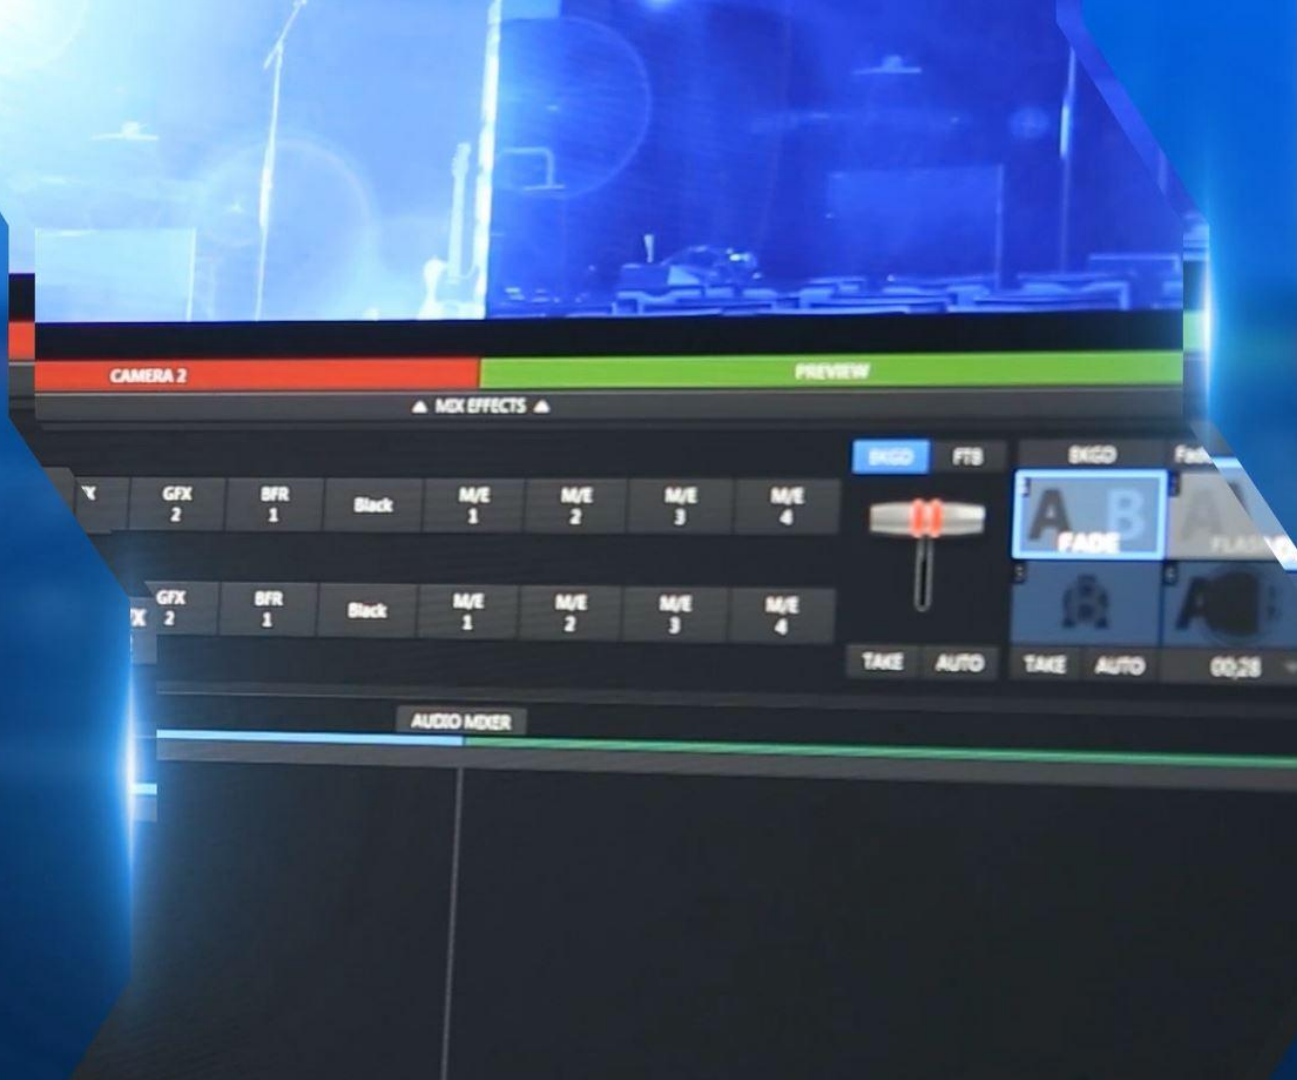 CAMERA 2
PREVIEW
MIX EFFECTS
BKGD FTB BKGD
GFX 2 BFR 1 Black M/E 1 M/E 2 M/E 3 M/E 4
A B
FADE
GFX 2 BFR 1 Black M/E 1 M/E 2 M/E 3 M/E 4
TAKE AUTO TAKE AUTO 00;28
AUDIO MIXER